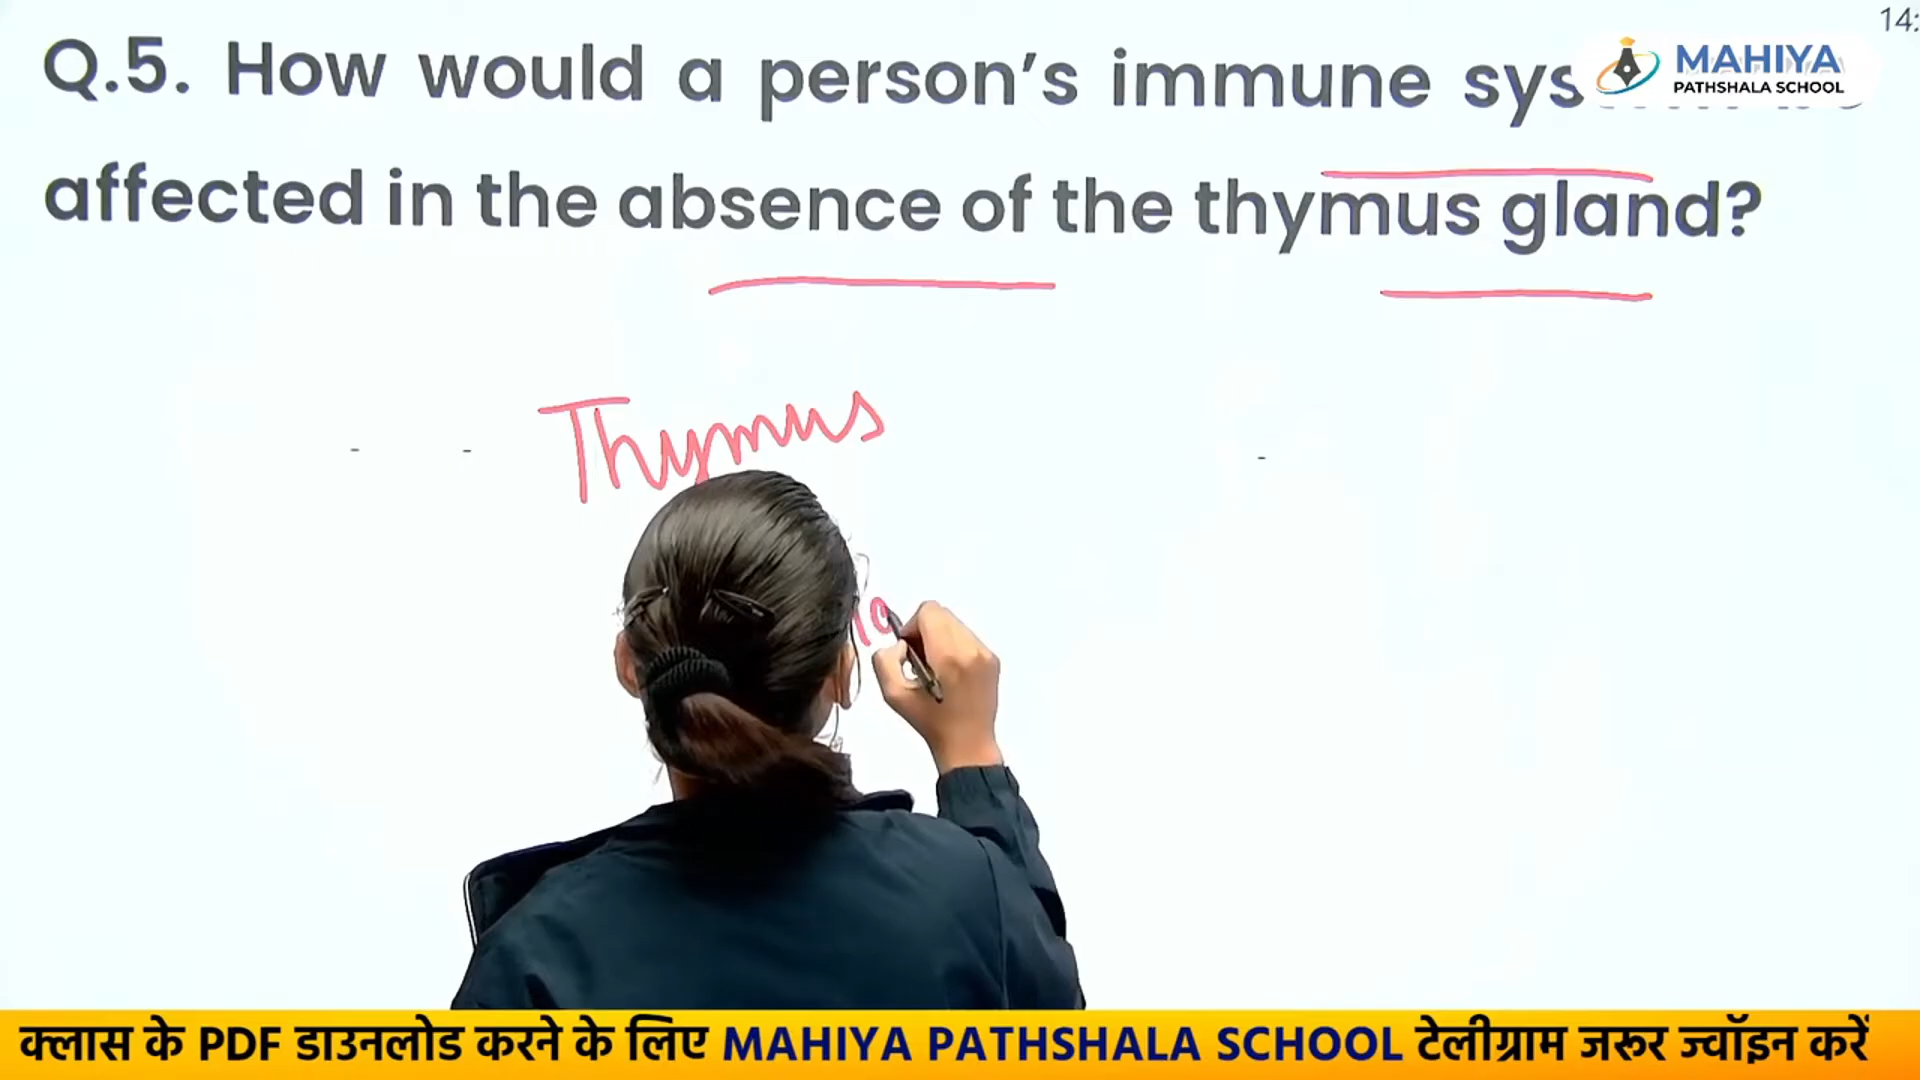 14:
Q.5. How would a person's immune
MAHIYA
PATHSHALA SCHOOL
affected in the absence of the thymus gland?
Thymus
क्लास के PDF डाउनलोड करने के लिए MAHIYA PATHSHALA SCHOOL टेलीग्राम जरूर ज्वॉइन करें